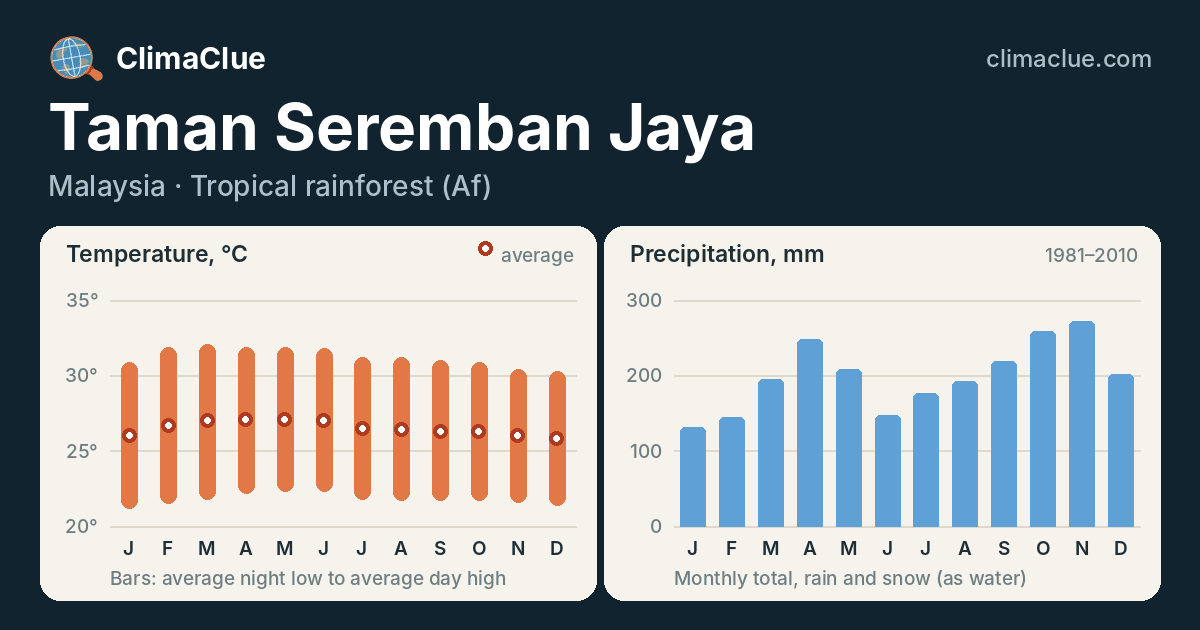 ClimaClue
climaclue.com
Taman Seremban Jaya
Malaysia · Tropical rainforest (Af)
Temperature, °C
average
35°
30°
25°
20°
J F M A M J J A S O N D
Bars: average night low to average day high
Precipitation, mm
1981–2010
300
200
100
0
J F M A M J J A S O N D
Monthly total, rain and snow (as water)